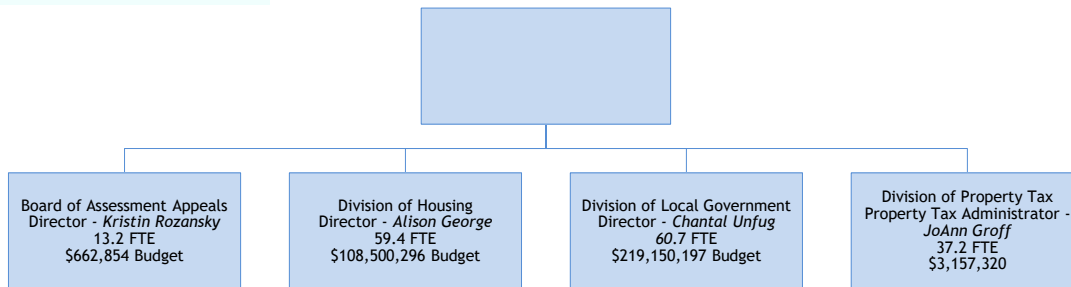 Board of Assessment Appeals
Director - Kristin Rozansky
13.2 FTE
$662,854 Budget
Division of Housing
Director - Alison George
59.4 FTE
$108,500,296 Budget
Division of Local Government
Director - Chantal Unfug
60.7 FTE
$219,150,197 Budget
Division of Property Tax
Property Tax Administrator -
JoAnn Groff
37.2 FTE
$3,157,320